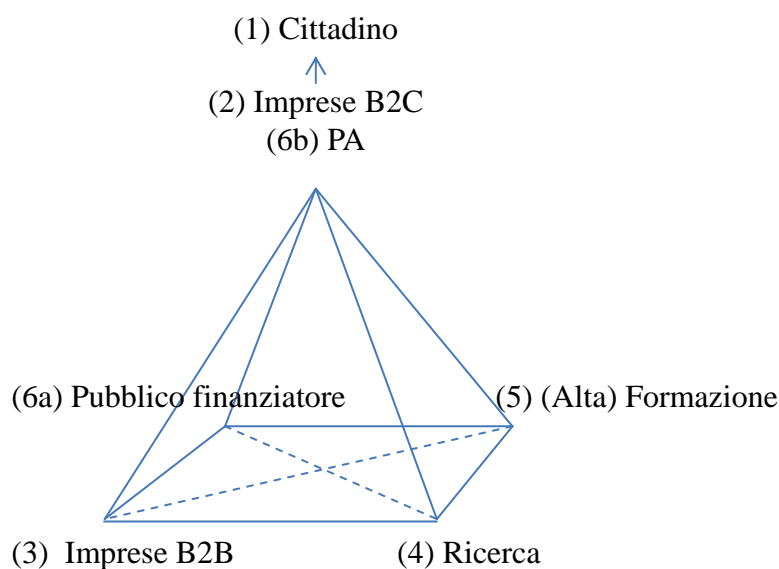 (1) Cittadino
(2) Imprese B2C
(6b) PA
(6a) Pubblico finanziatore
(5) (Alta) Formazione
(3) Imprese B2B
(4) Ricerca